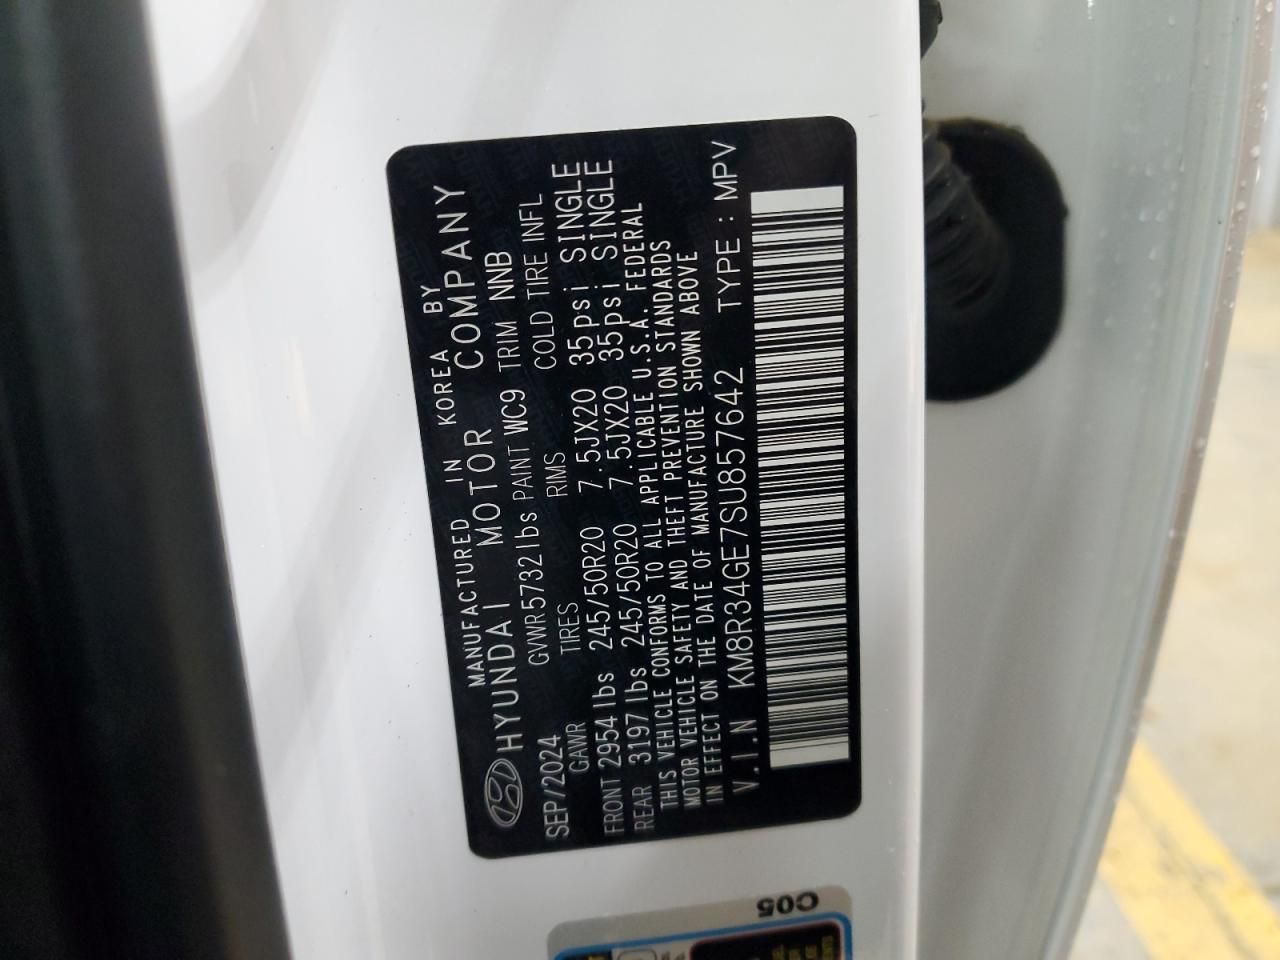 MANUFACTURED IN KOREA BY
HYUNDAI MOTOR COMPANY
SEP/2024 GVWR5732lbs PAINT WC9 TRIM NNB
GAWR TIRES RIMS COLD TIRE INFL
FRONT 2954lbs 245/50R20 7.5JX20 35psi SINGLE
REAR 3197lbs 245/50R20 7.5JX20 35psi SINGLE
THIS VEHICLE CONFORMS TO ALL APPLICABLE U.S.A. FEDERAL
MOTOR VEHICLE SAFETY AND THEFT PREVENTION STANDARDS
IN EFFECT ON THE DATE OF MANUFACTURE SHOWN ABOVE
V.I.N KM8R34GE7SU857642 TYPE : MPV
C05